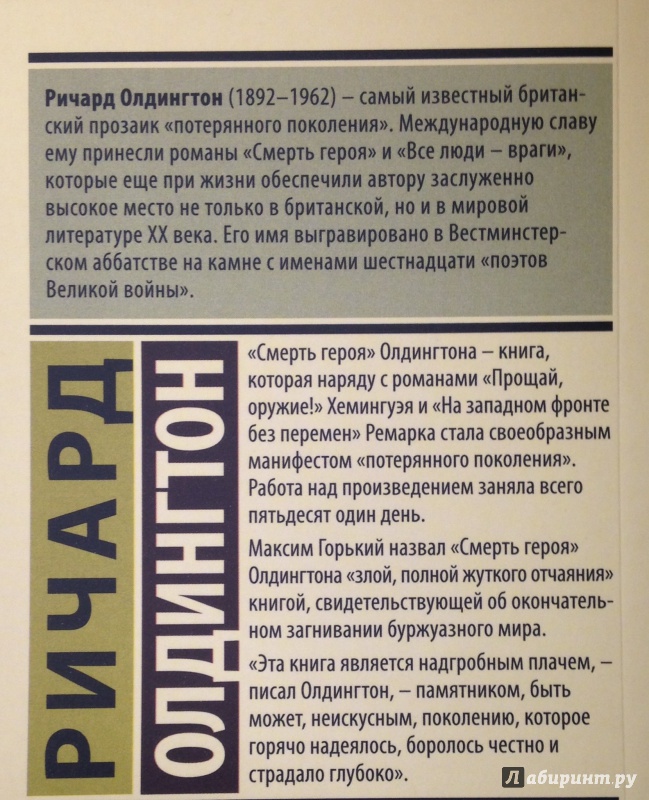 Ричард Олдингтон (1892–1962) – самый известный британ-
ский прозаик «потерянного поколения». Международную славу
ему принесли романы «Смерть героя» и «Все люди – враги»,
которые еще при жизни обеспечили автору заслуженно
высокое место не только в британской, но и в мировой
литературе XX века. Его имя выгравировано в Вестминстер-
ском аббатстве на камне с именами шестнадцати «поэтов
Великой войны».
РИЧАРД
ОЛДИНГТОН
«Смерть героя» Олдингтона – книга,
которая наряду с романами «Прощай,
оружие!» Хемингуэя и «На западном фронте
без перемен» Ремарка стала своеобразным
манифестом «потерянного поколения».
Работа над произведением заняла всего
пятьдесят один день.
Максим Горький назвал «Смерть героя»
Олдингтона «злой, полной жуткого отчаяния»
книгой, свидетельствующей об окончатель-
ном загнивании буржуазного мира.
«Эта книга является надгробным плачем, –
писал Олдингтон, – памятником, быть
может, неискусным, поколению, которое
горячо надеялось, боролось честно и
страдало глубоко».
Лабиринт.ру